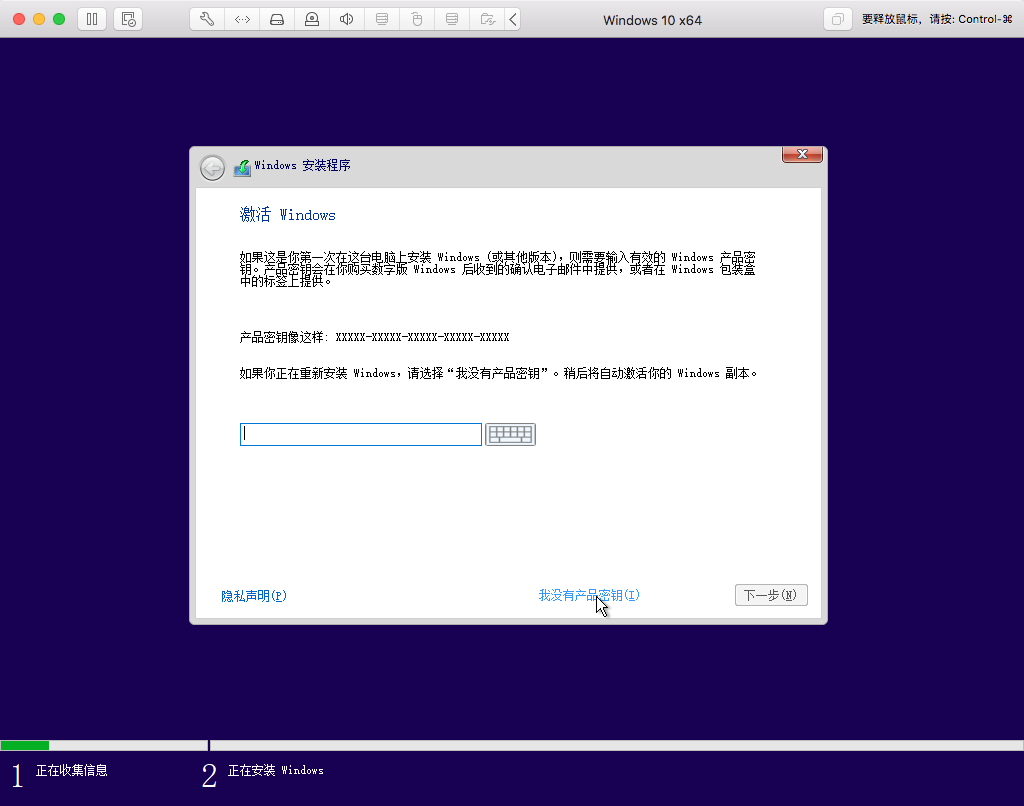 Windows 10 x64
要释放鼠标，请按: Control-⌘
Windows 安装程序
激活 Windows
如果这是你第一次在这台电脑上安装 Windows (或其他版本)，则需要输入有效的 Windows 产品密
钥。产品密钥会在你购买数字版 Windows 后收到的确认电子邮件中提供，或者在 Windows 包装盒
中的标签上提供。
产品密钥像这样: XXXXX-XXXXX-XXXXX-XXXXX-XXXXX
如果你正在重新安装 Windows，请选择“我没有产品密钥”。稍后将自动激活你的 Windows 副本。
隐私声明(P)
我没有产品密钥(I)
下一步(N)
1 正在收集信息
2 正在安装 Windows